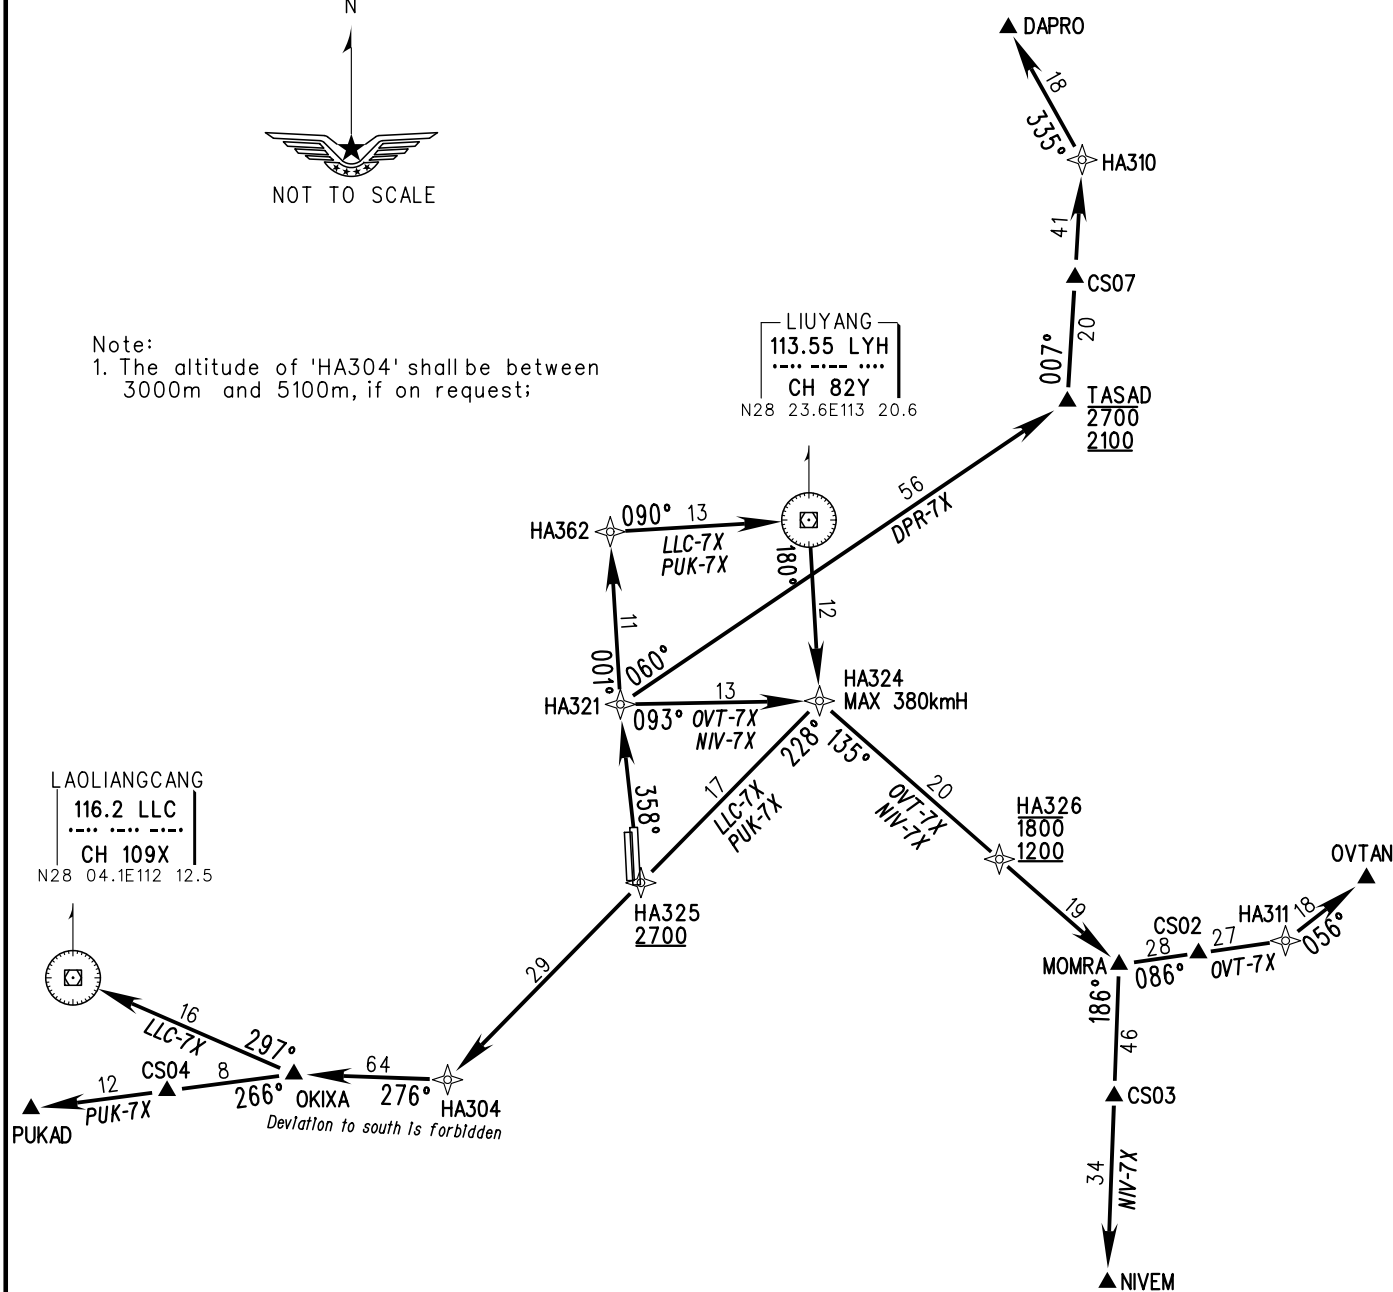 N
NOT TO SCALE
DAPRO
18
335°
HA310
41
CS07
20
007°
TASAD
2700
2100
Note:
1. The altitude of 'HA304' shall be between
3000m and 5100m, if on request;
LIUYANG
113.55 LYH
·-·· -·-- ····
CH 82Y
N28 23.6E113 20.6
56
DPR-7X
HA362
090°
13
LLC-7X
PUK-7X
180°
12
11
001°
060°
HA321
093°
13
OVT-7X
NIV-7X
HA324
MAX 380kmH
228°
135°
358°
17
LLC-7X
PUK-7X
20
OVT-7X
NIV-7X
HA326
1800
1200
LAOLIANGCANG
116.2 LLC
·-·· ·-·· -·-·
CH 109X
N28 04.1E112 12.5
HA325
2700
29
19
OVTAN
HA311
18
056°
CS02
27
OVT-7X
28
086°
MOMRA
186°
46
CS03
34
NIV-7X
NIVEM
16
LLC-7X
297°
CS04
8
266°
OKIXA
64
276°
HA304
Deviation to south is forbidden
12
PUK-7X
PUKAD